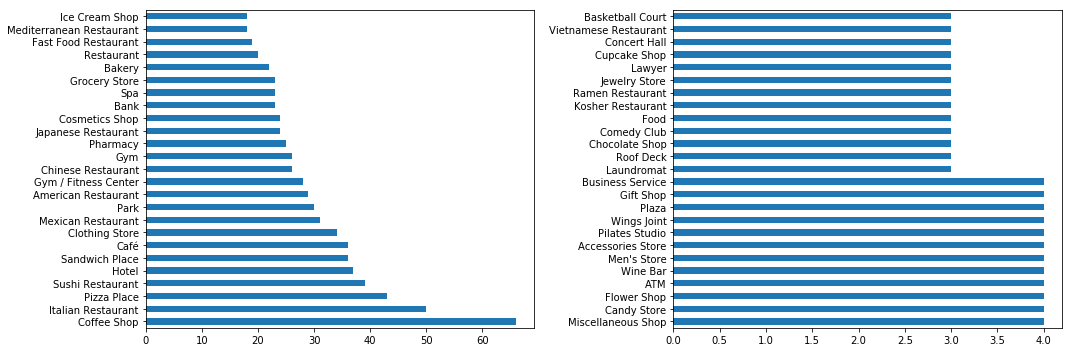 Ice Cream Shop
Mediterranean Restaurant
Fast Food Restaurant
Restaurant
Bakery
Grocery Store
Spa
Bank
Cosmetics Shop
Japanese Restaurant
Pharmacy
Gym
Chinese Restaurant
Gym / Fitness Center
American Restaurant
Park
Mexican Restaurant
Clothing Store
Café
Sandwich Place
Hotel
Sushi Restaurant
Pizza Place
Italian Restaurant
Coffee Shop
0 10 20 30 40 50 60
Basketball Court
Vietnamese Restaurant
Concert Hall
Cupcake Shop
Lawyer
Jewelry Store
Ramen Restaurant
Kosher Restaurant
Food
Comedy Club
Chocolate Shop
Roof Deck
Laundromat
Business Service
Gift Shop
Plaza
Wings Joint
Pilates Studio
Accessories Store
Men's Store
Wine Bar
ATM
Flower Shop
Candy Store
Miscellaneous Shop
0.0 0.5 1.0 1.5 2.0 2.5 3.0 3.5 4.0